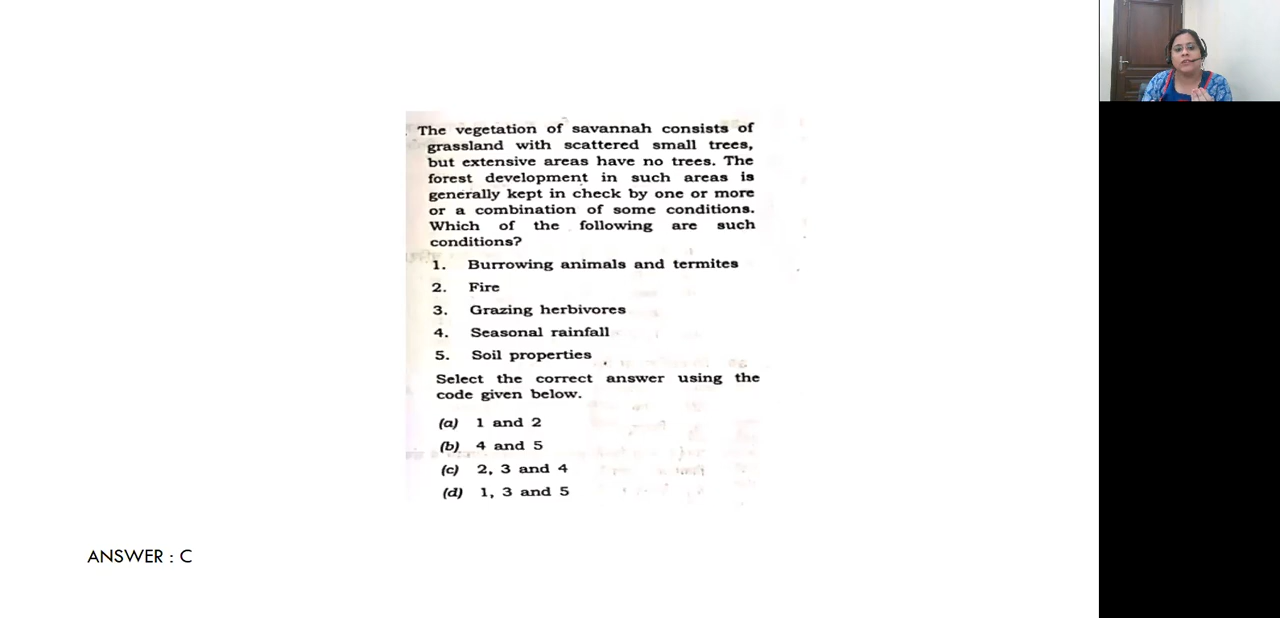 The vegetation of savannah consists of
grassland with scattered small trees,
but extensive areas have no trees. The
forest development in such areas is
generally kept in check by one or more
or a combination of some conditions.
Which of the following are such
conditions?
1. Burrowing animals and termites
2. Fire
3. Grazing herbivores
4. Seasonal rainfall
5. Soil properties
Select the correct answer using the
code given below.
(a) 1 and 2
(b) 4 and 5
(c) 2, 3 and 4
(d) 1, 3 and 5
ANSWER : C